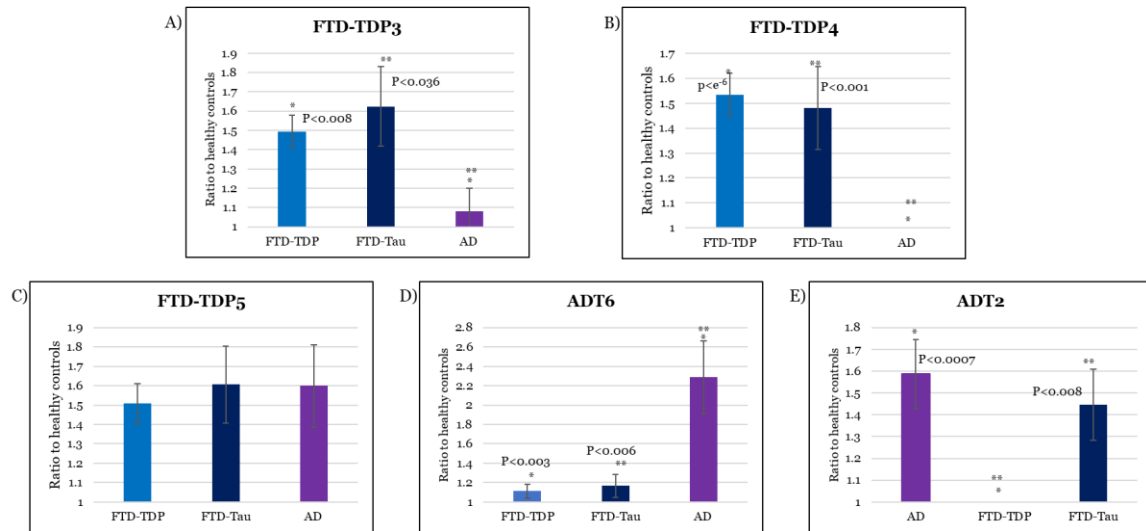 A)
FTD-TDP3
Ratio to healthy controls
1.9
1.8
1.7
1.6
1.5
1.4
1.3
1.2
1.1
1
*
P<0.008
**
P<0.036
**
*
FTD-TDP
FTD-Tau
AD
B)
FTD-TDP4
Ratio to healthy controls
1.7
1.6
1.5
1.4
1.3
1.2
1.1
1
*
p<e-6
**
P<0.001
**
*
FTD-TDP
FTD-Tau
AD
C)
FTD-TDP5
Ratio to healthy controls
1.9
1.8
1.7
1.6
1.5
1.4
1.3
1.2
1.1
1
FTD-TDP
FTD-Tau
AD
D)
ADT6
Ratio to healthy controls
2.8
2.6
2.4
2.2
2
1.8
1.6
1.4
1.2
1
P<0.003
*
P<0.006
**
**
*
FTD-TDP
FTD-Tau
AD
E)
ADT2
Ratio to healthy controls
1.8
1.7
1.6
1.5
1.4
1.3
1.2
1.1
1
*
P<0.0007
**
*
**
P<0.008
AD
FTD-TDP
FTD-Tau